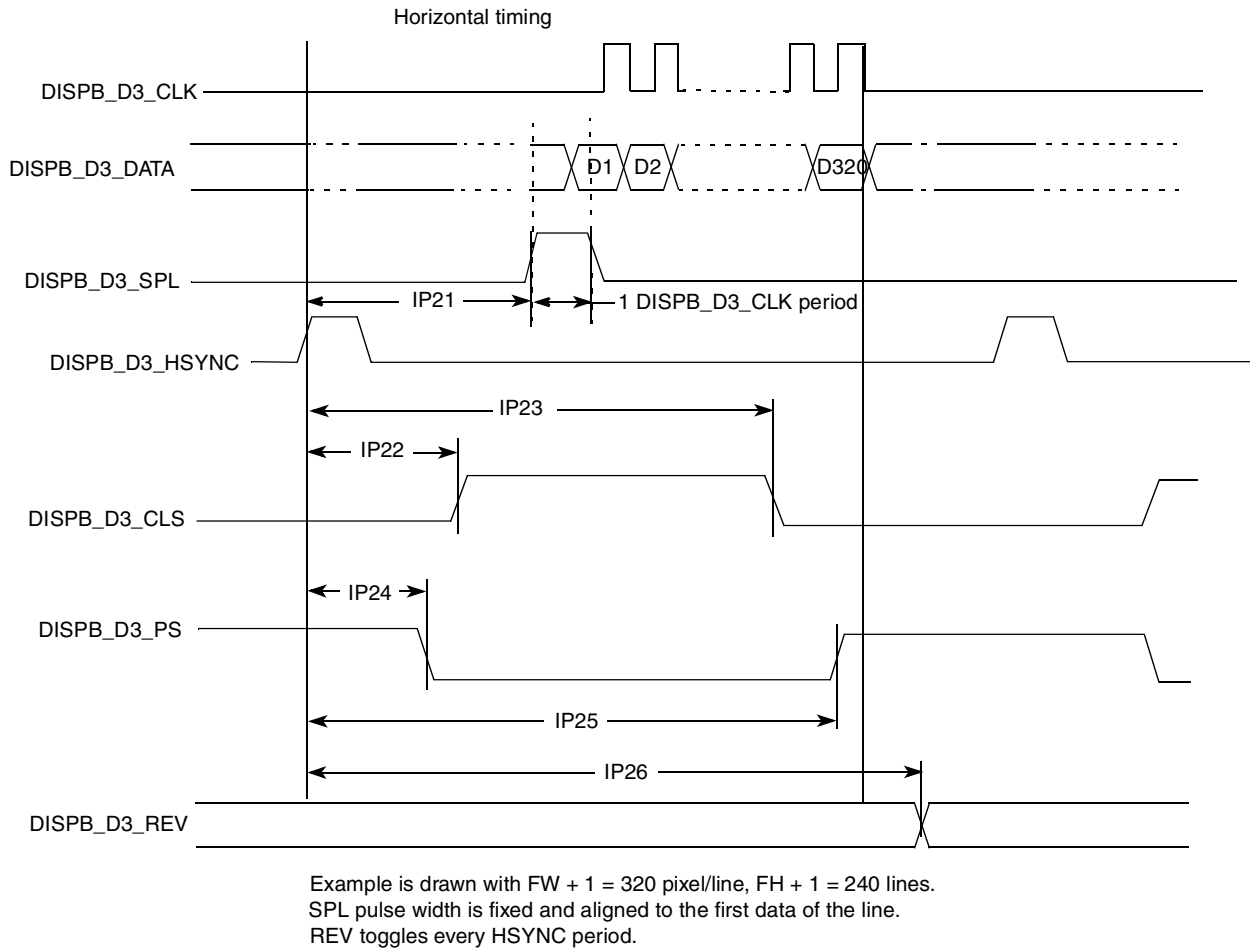 Horizontal timing
DISPB_D3_CLK
DISPB_D3_DATA
D1 D2 D320
DISPB_D3_SPL
IP21
1 DISPB_D3_CLK period
DISPB_D3_HSYNC
IP23
IP22
DISPB_D3_CLS
IP24
DISPB_D3_PS
IP25
IP26
DISPB_D3_REV
Example is drawn with FW + 1 = 320 pixel/line, FH + 1 = 240 lines.
SPL pulse width is fixed and aligned to the first data of the line.
REV toggles every HSYNC period.